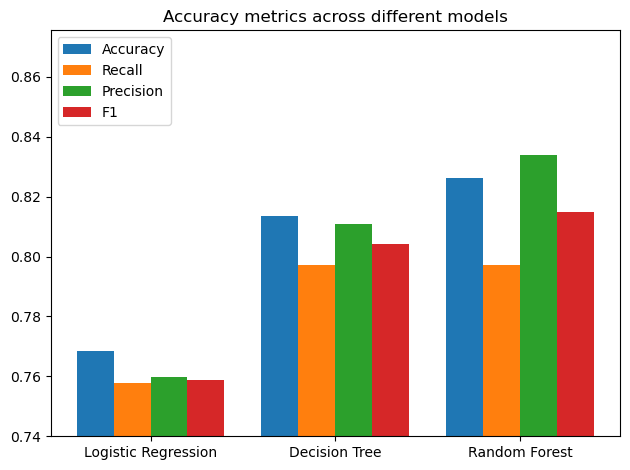 Accuracy metrics across different models
Accuracy
Recall
Precision
F1
0.86
0.84
0.82
0.80
0.78
0.76
0.74
Logistic Regression
Decision Tree
Random Forest